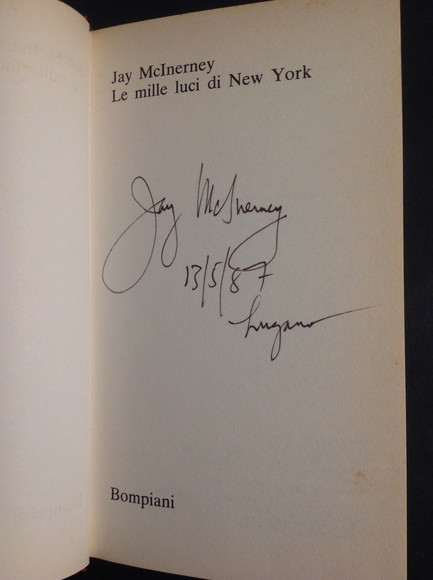 Jay McInerney
Le mille luci di New York
Jay McInerney
13/5/87
Lugano
Bompiani